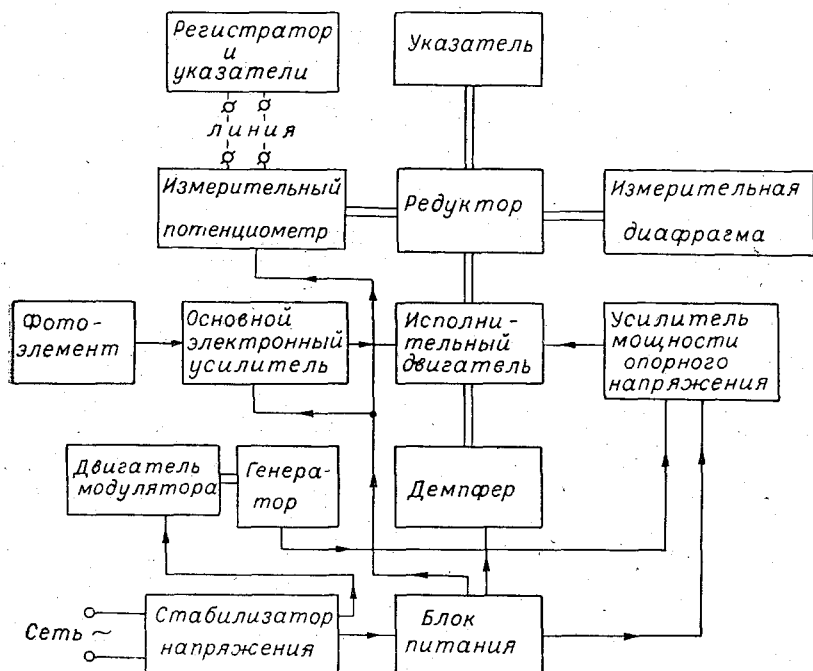 Регистратор
и
указатели
Указатель
линия
Измерительный
потенциометр
Редуктор
Измерительная
диафрагма
Фото-
элемент
Основной
электронный
усилитель
Исполни-
тельный
двигатель
Усилитель
мощности
опорного
напряжения
Двигатель
модулятора
Генера-
тор
Демпфер
Сеть ~
Стабилизатор
напряжения
Блок
питания